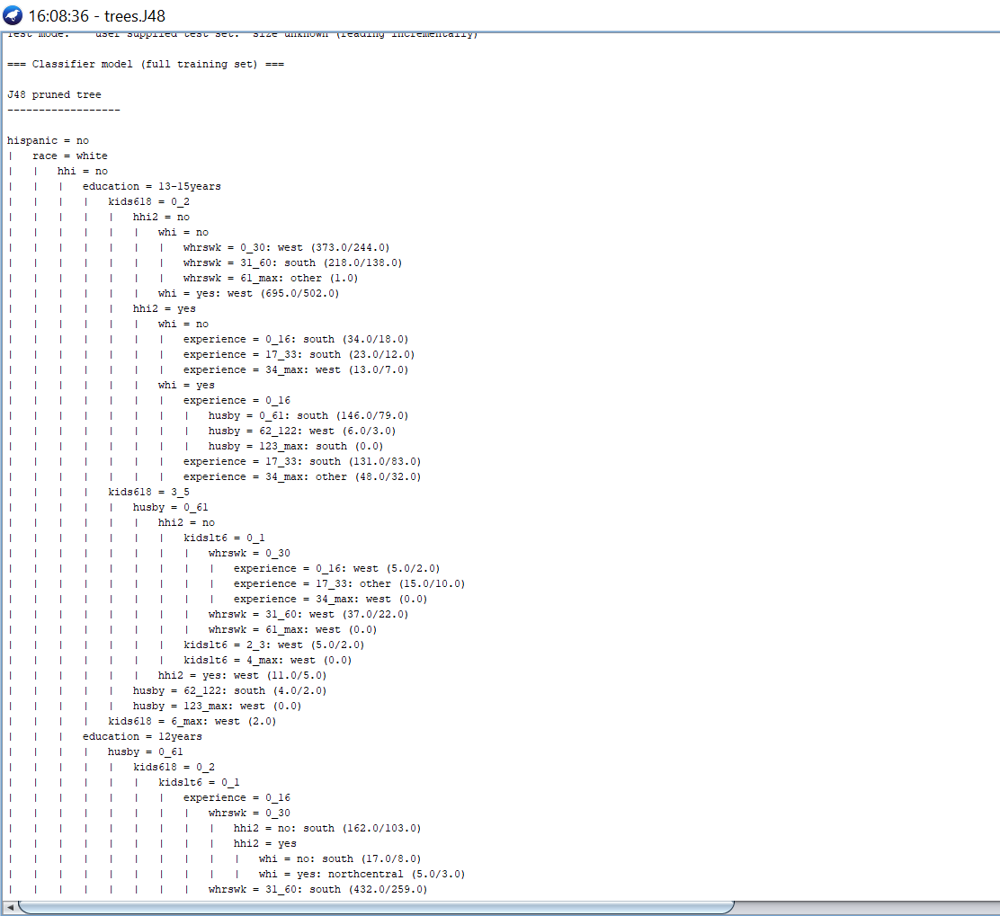 16:08:36 - trees.J48
Test mode:    user supplied test set:  size unknown (reading incrementally)
=== Classifier model (full training set) ===
J48 pruned tree
------------------
hispanic = no
|   race = white
|   |   hhi = no
|   |   |   education = 13-15years
|   |   |   |   kids618 = 0_2
|   |   |   |   |   hhi2 = no
|   |   |   |   |   |   whi = no
|   |   |   |   |   |   |   whrswk = 0_30: west (373.0/244.0)
|   |   |   |   |   |   |   whrswk = 31_60: south (218.0/138.0)
|   |   |   |   |   |   |   whrswk = 61_max: other (1.0)
|   |   |   |   |   |   whi = yes: west (695.0/502.0)
|   |   |   |   |   hhi2 = yes
|   |   |   |   |   |   whi = no
|   |   |   |   |   |   |   experience = 0_16: south (34.0/18.0)
|   |   |   |   |   |   |   experience = 17_33: south (23.0/12.0)
|   |   |   |   |   |   |   experience = 34_max: west (13.0/7.0)
|   |   |   |   |   |   whi = yes
|   |   |   |   |   |   |   experience = 0_16
|   |   |   |   |   |   |   |   husby = 0_61: south (146.0/79.0)
|   |   |   |   |   |   |   |   husby = 62_122: west (6.0/3.0)
|   |   |   |   |   |   |   |   husby = 123_max: south (0.0)
|   |   |   |   |   |   |   experience = 17_33: south (131.0/83.0)
|   |   |   |   |   |   |   experience = 34_max: other (48.0/32.0)
|   |   |   |   kids618 = 3_5
|   |   |   |   |   husby = 0_61
|   |   |   |   |   |   hhi2 = no
|   |   |   |   |   |   |   kidslt6 = 0_1
|   |   |   |   |   |   |   |   whrswk = 0_30
|   |   |   |   |   |   |   |   |   experience = 0_16: west (5.0/2.0)
|   |   |   |   |   |   |   |   |   experience = 17_33: other (15.0/10.0)
|   |   |   |   |   |   |   |   |   experience = 34_max: west (0.0)
|   |   |   |   |   |   |   |   whrswk = 31_60: west (37.0/22.0)
|   |   |   |   |   |   |   |   whrswk = 61_max: west (0.0)
|   |   |   |   |   |   |   kidslt6 = 2_3: west (5.0/2.0)
|   |   |   |   |   |   |   kidslt6 = 4_max: west (0.0)
|   |   |   |   |   |   hhi2 = yes: west (11.0/5.0)
|   |   |   |   |   husby = 62_122: south (4.0/2.0)
|   |   |   |   |   husby = 123_max: west (0.0)
|   |   |   |   kids618 = 6_max: west (2.0)
|   |   |   education = 12years
|   |   |   |   husby = 0_61
|   |   |   |   |   kids618 = 0_2
|   |   |   |   |   |   kidslt6 = 0_1
|   |   |   |   |   |   |   experience = 0_16
|   |   |   |   |   |   |   |   whrswk = 0_30
|   |   |   |   |   |   |   |   |   hhi2 = no: south (162.0/103.0)
|   |   |   |   |   |   |   |   |   hhi2 = yes
|   |   |   |   |   |   |   |   |   |   whi = no: south (17.0/8.0)
|   |   |   |   |   |   |   |   |   |   whi = yes: northcentral (5.0/3.0)
|   |   |   |   |   |   |   |   whrswk = 31_60: south (432.0/259.0)